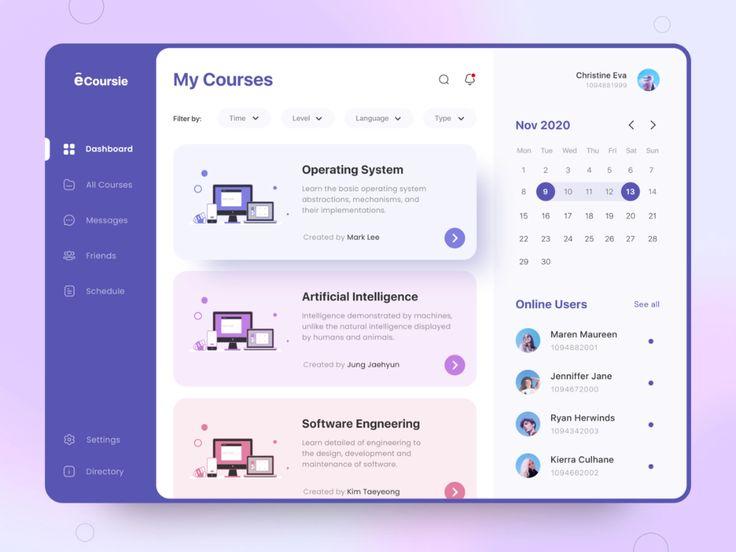 ēCoursie
Dashboard
All Courses
Messages
Friends
Schedule
Settings
Directory
My Courses
Filter by:
Time
Level
Language
Type
Operating System
Learn the basic operating system
abstractions, mechanisms, and
their implementations.
Created by Mark Lee
Artificial Intelligence
Intelligence demonstrated by machines,
unlike the natural intelligence displayed
by humans and animals.
Created by Jung Jaehyun
Software Engneering
Learn detailed of engineering to
the design, development and
maintenance of software.
Created by Kim Taeyeong
Christine Eva
1094881999
Nov 2020
Mon Tue Wed Thu Fri Sat Sun
1 2 3 4 5 6 7
8 9 10 11 12 13 14
15 16 17 18 19 20 21
22 23 24 25 26 27 28
29 30
Online Users
See all
Maren Maureen
1094882001
Jenniffer Jane
1094672000
Ryan Herwinds
1094342003
Kierra Culhane
1094662002